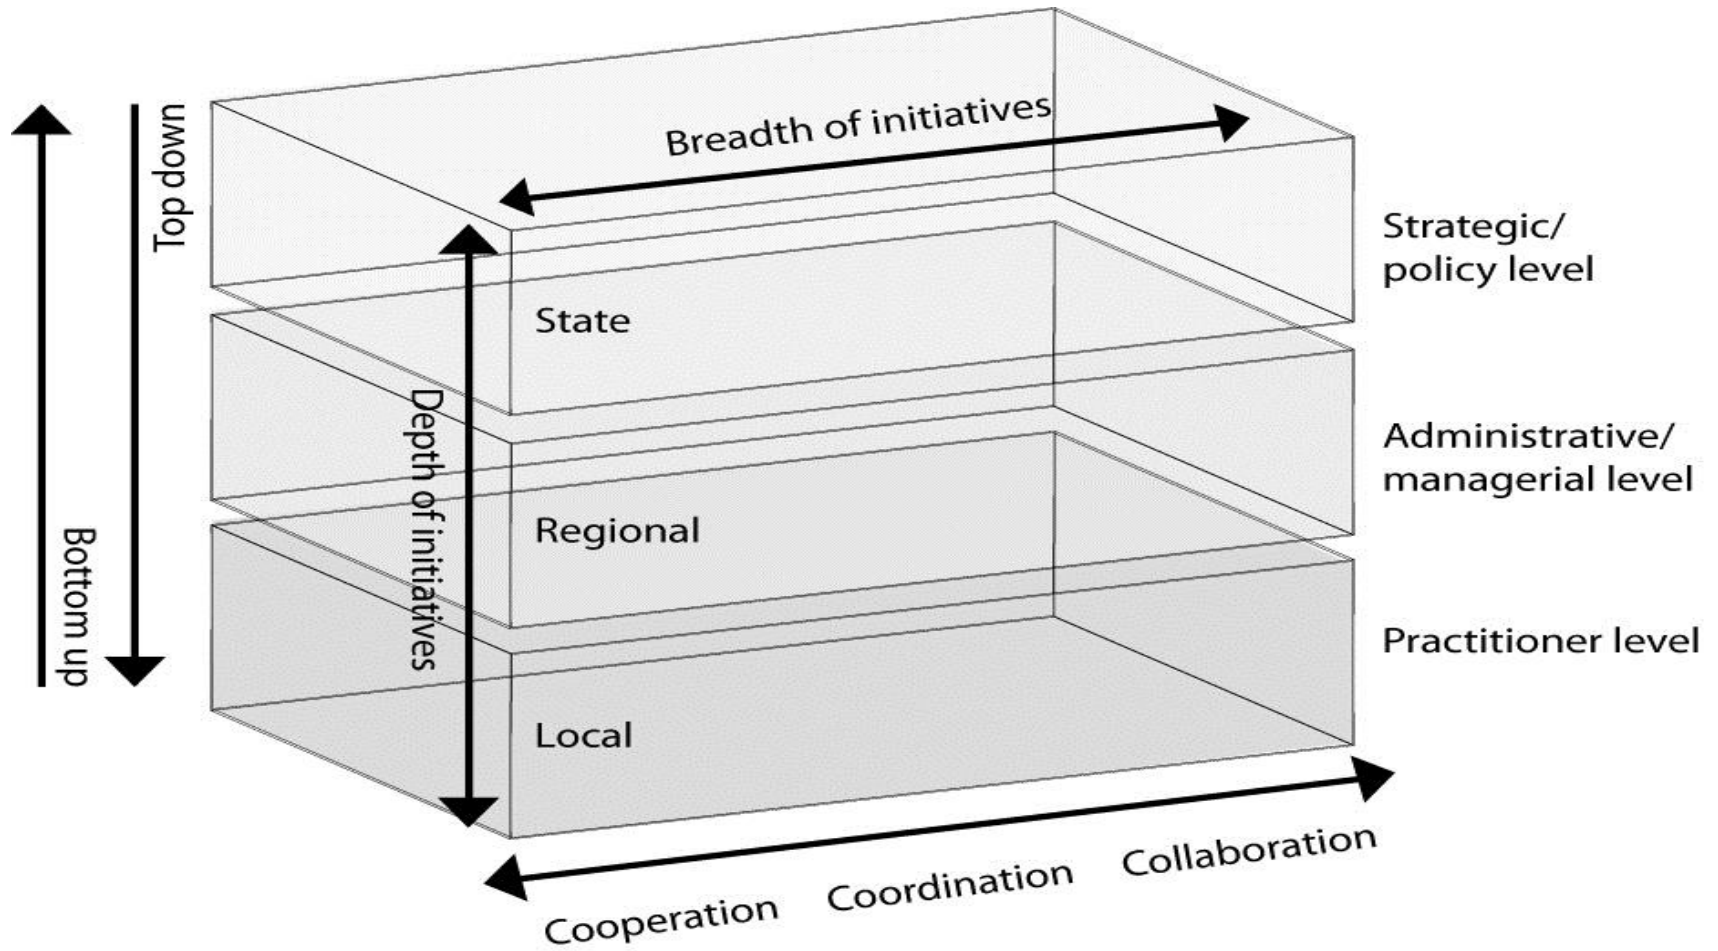 Top down
Bottom up
Breadth of initiatives
Depth of initiatives
State
Regional
Local
Strategic/
policy level
Administrative/
managerial level
Practitioner level
Cooperation Coordination Collaboration